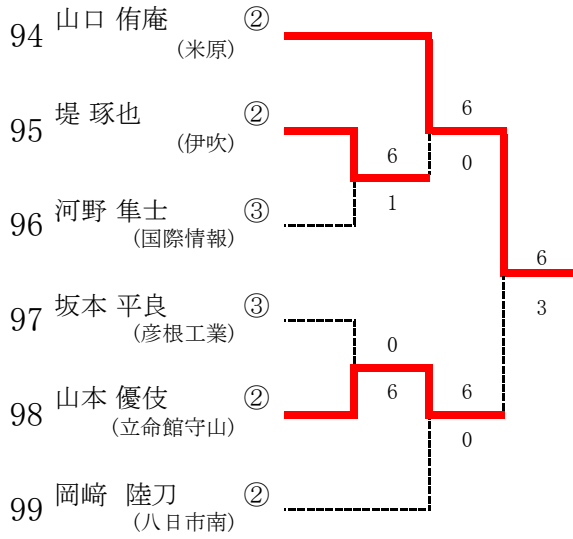 94 山口 侑庵 ②
(米原)
6
95 堤 琢也 ②
(伊吹)
6
0
1
96 河野 隼士 ③
(国際情報)
6
3
97 坂本 平良 ③
(彦根工業)
0
6
6
98 山本 優伎 ②
(立命館守山)
0
99 岡﨑 陸刀 ②
(八日市南)